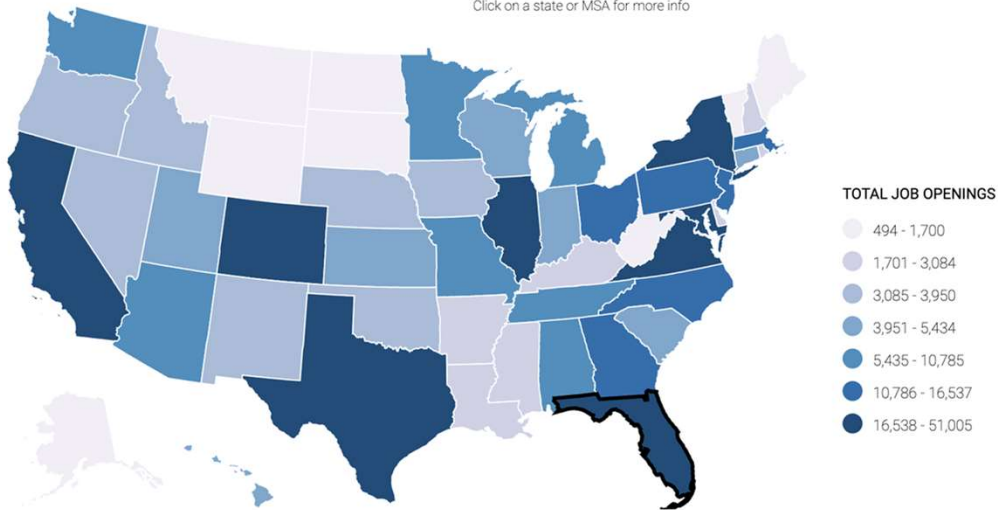 Click on a state or MSA for more info
TOTAL JOB OPENINGS
494 - 1,700
1,701 - 3,084
3,085 - 3,950
3,951 - 5,434
5,435 - 10,785
10,786 - 16,537
16,538 - 51,005